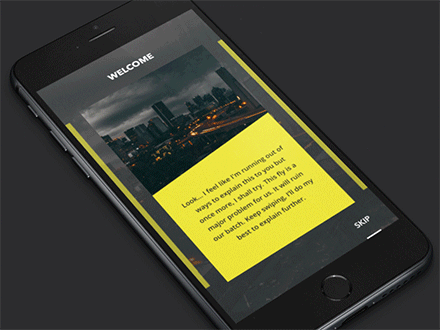 WELCOME
Look... I feel like I'm running out of
ways to explain this to you but
once more, I shall try. This fly is a
major problem for us. It will ruin
our batch. Keep swiping, I'll do my
best to explain further.
SKIP